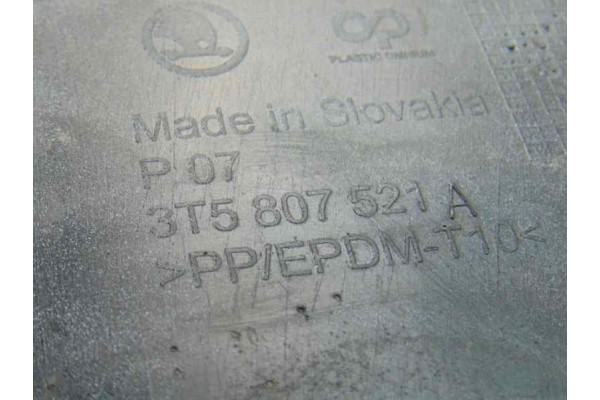 PLASTIC OMNIUM
Made in Slovakia
P 07
3T5 807 521 A
>PP/EPDM-T10<